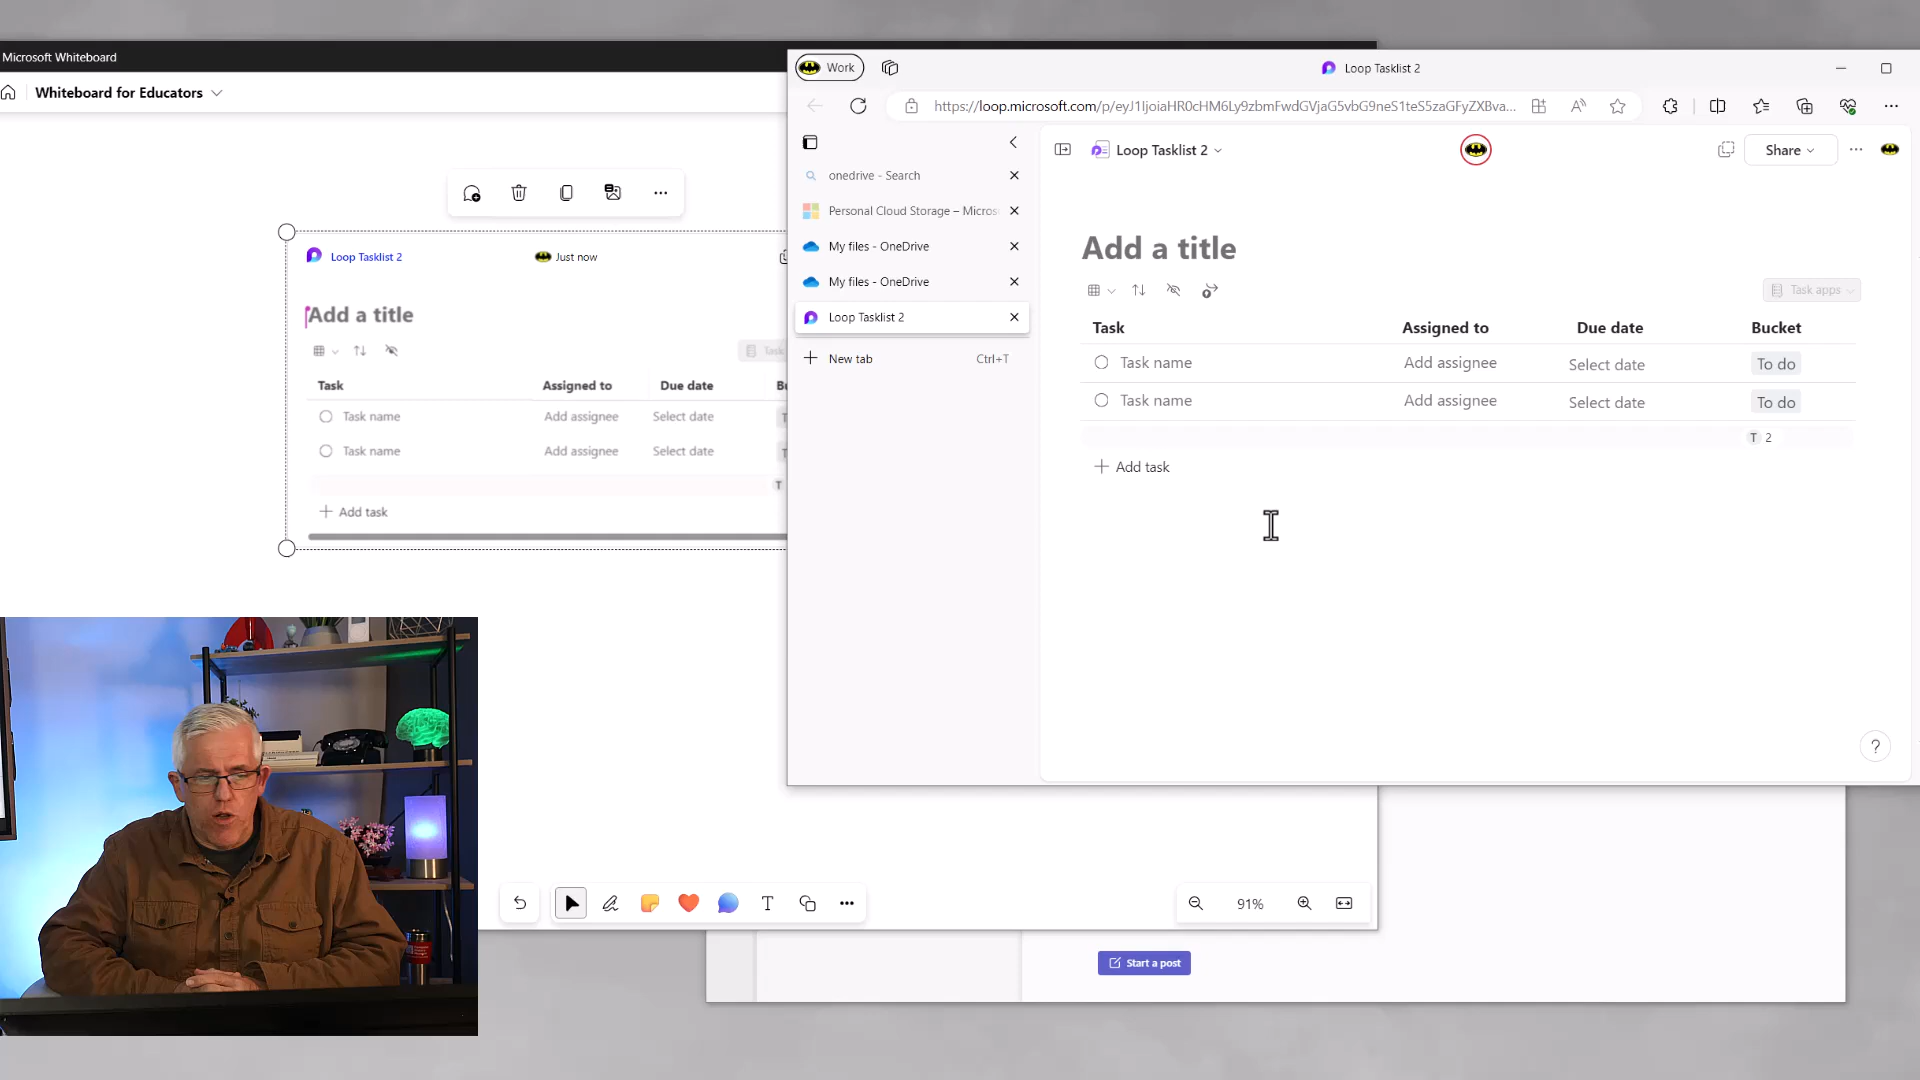 Microsoft Whiteboard
Whiteboard for Educators
Loop Tasklist 2
Just now
Add a title
Task
Task
Assigned to
Due date
Task name
Add assignee
Select date
Task name
Add assignee
Select date
T
Add task
91%
Work
Loop Tasklist 2
https://loop.microsoft.com/p/eyJ1IjoiaHR0cHM6Ly9zbmFwdGVjaG5vbG9neS1teS5zaGFyZXBva...
onedrive - Search
Personal Cloud Storage – Micros
My files - OneDrive
My files - OneDrive
Loop Tasklist 2
New tab
Ctrl+T
Loop Tasklist 2
Share
Add a title
Task apps
Task
Assigned to
Due date
Bucket
Task name
Add assignee
Select date
To do
Task name
Add assignee
Select date
To do
T 2
Add task
?
Start a post